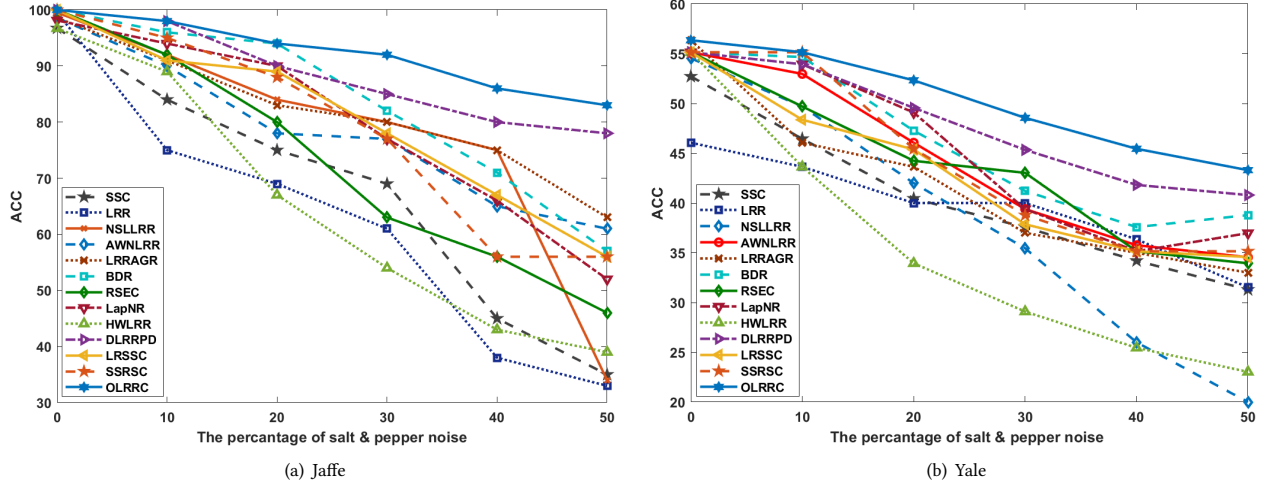 100
90
80
70
60
50
40
30
ACC
SSC
LRR
NSLLRR
AWNLRR
LRRAGR
BDR
RSEC
LapNR
HWLRR
DLRRPD
LRSSC
SSRSC
OLRRC
0 10 20 30 40 50
The percentage of salt & pepper noise
(a) Jaffe
60
55
50
45
40
35
30
25
20
ACC
SSC
LRR
NSLLRR
AWNLRR
LRRAGR
BDR
RSEC
LapNR
HWLRR
DLRRPD
LRSSC
SSRSC
OLRRC
0 10 20 30 40 50
The percentage of salt & pepper noise
(b) Yale